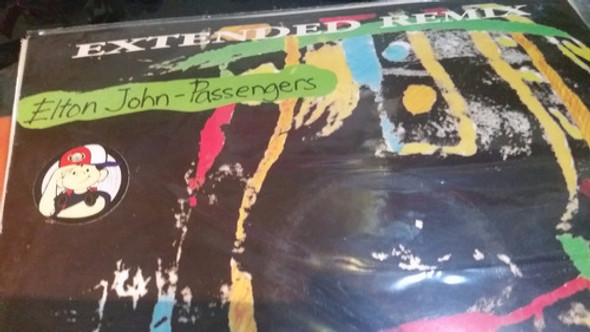 EXTENDED REMIX
Elton John-Passengers